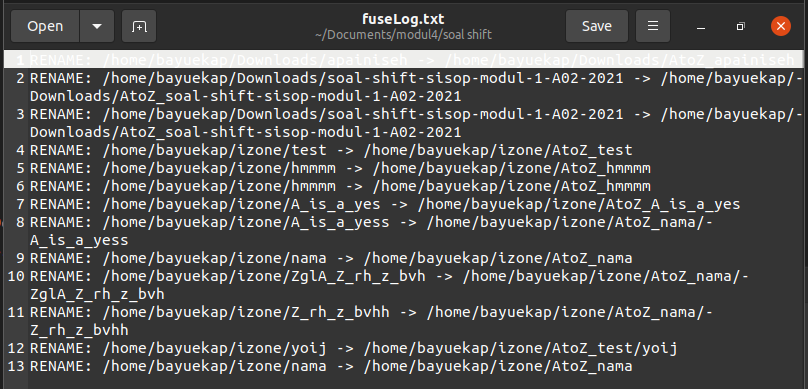 Open
fuseLog.txt
~/Documents/modul4/soal shift
Save
1 RENAME: /home/bayuekap/Downloads/apainiseh -> /home/bayuekap/Downloads/AtoZ_apainiseh
2 RENAME: /home/bayuekap/Downloads/soal-shift-sisop-modul-1-A02-2021 -> /home/bayuekap/-
Downloads/AtoZ_soal-shift-sisop-modul-1-A02-2021
3 RENAME: /home/bayuekap/Downloads/soal-shift-sisop-modul-1-A02-2021 -> /home/bayuekap/-
Downloads/AtoZ_soal-shift-sisop-modul-1-A02-2021
4 RENAME: /home/bayuekap/izone/test -> /home/bayuekap/izone/AtoZ_test
5 RENAME: /home/bayuekap/izone/hmmmm -> /home/bayuekap/izone/AtoZ_hmmmm
6 RENAME: /home/bayuekap/izone/hmmmm -> /home/bayuekap/izone/AtoZ_hmmmm
7 RENAME: /home/bayuekap/izone/A_is_a_yes -> /home/bayuekap/izone/AtoZ_A_is_a_yes
8 RENAME: /home/bayuekap/izone/A_is_a_yess -> /home/bayuekap/izone/AtoZ_nama/-
A_is_a_yess
9 RENAME: /home/bayuekap/izone/nama -> /home/bayuekap/izone/AtoZ_nama
10 RENAME: /home/bayuekap/izone/ZglA_Z_rh_z_bvh -> /home/bayuekap/izone/AtoZ_nama/-
ZglA_Z_rh_z_bvh
11 RENAME: /home/bayuekap/izone/Z_rh_z_bvhh -> /home/bayuekap/izone/AtoZ_nama/-
Z_rh_z_bvhh
12 RENAME: /home/bayuekap/izone/yoij -> /home/bayuekap/izone/AtoZ_test/yoij
13 RENAME: /home/bayuekap/izone/nama -> /home/bayuekap/izone/AtoZ_nama